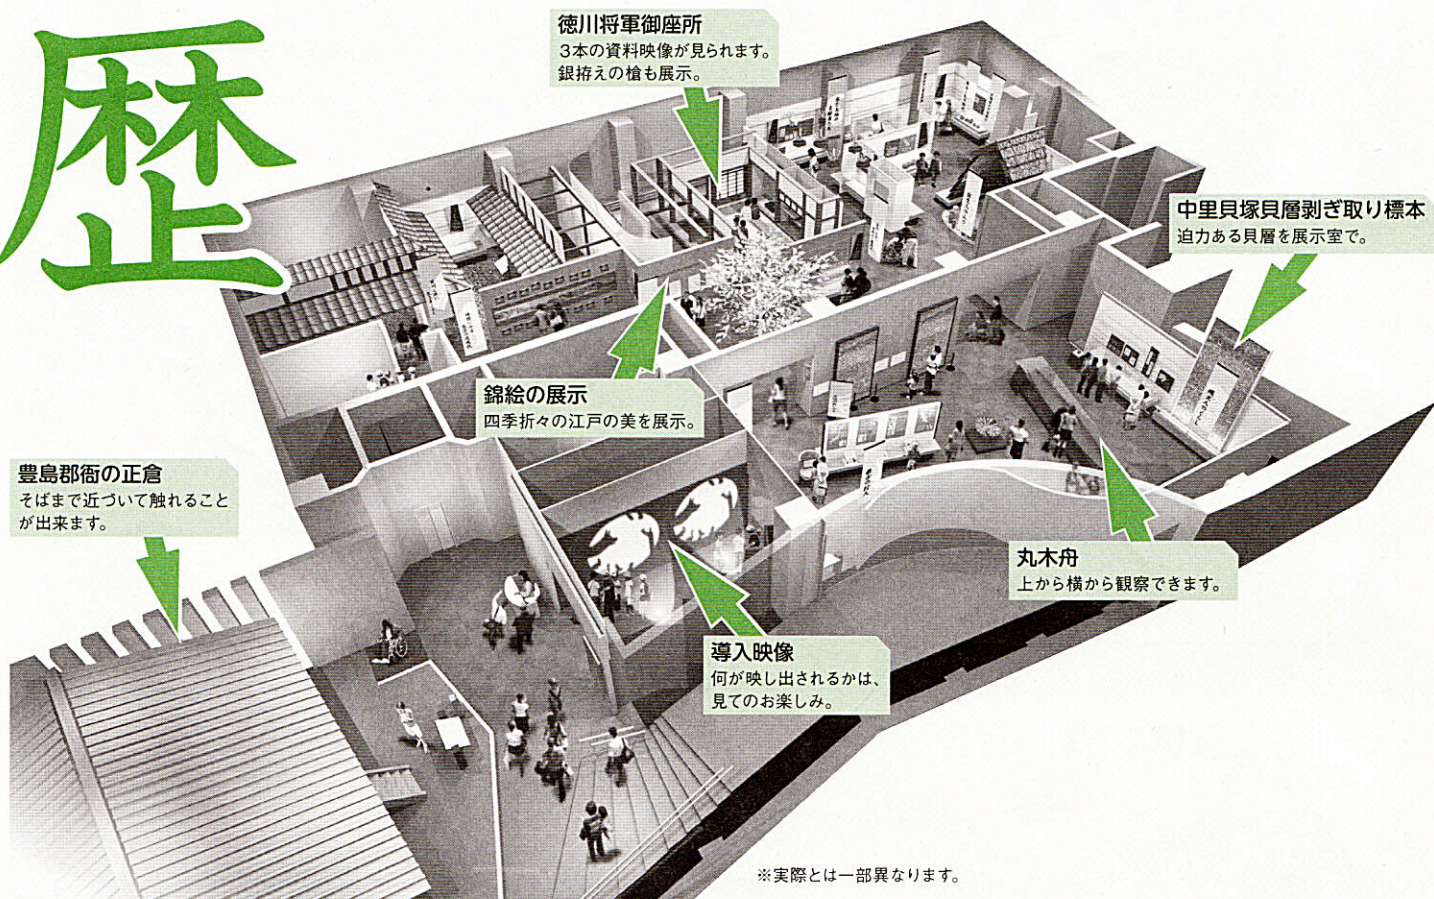 歴
徳川将軍御座所
3本の資料映像が見られます。
銀拵えの槍も展示。
中里貝塚貝層剥ぎ取り標本
迫力ある貝層を展示室で。
錦絵の展示
四季折々の江戸の美を展示。
豊島郡衙の正倉
そばまで近づいて触れること
が出来ます。
丸木舟
上から横から観察できます。
導入映像
何が映し出されるかは、
見てのお楽しみ。
※実際とは一部異なります。